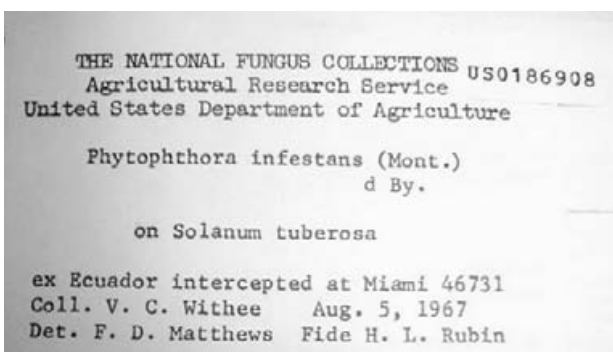 THE NATIONAL FUNGUS COLLECTIONS US0186908
Agricultural Research Service
United States Department of Agriculture
Phytophthora infestans (Mont.)
d By.
on Solanum tuberosa
ex Ecuador intercepted at Miami 46731
Coll. V. C. Withee Aug. 5, 1967
Det. F. D. Matthews Fide H. L. Rubin